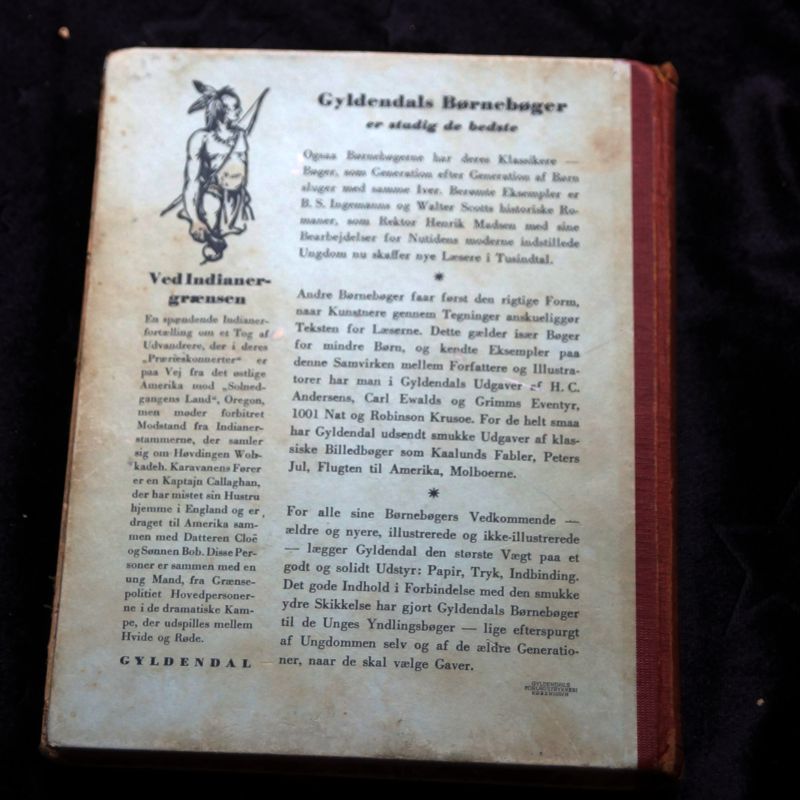 Ved Indianer-
grænsen
En spændende Indianer-
fortælling om et Tog af
Udvandrere, der i deres
„Prærieskonnerter“ er
paa Vej fra det østlige
Amerika mod „Solned-
gangens Land“, Oregon,
men møder forbitret
Modstand fra Indianer-
stammerne, der samler
sig om Høvdingen Wob-
kadeh. Karavanens Fører
er en Kaptajn Callaghan,
der har mistet sin Hustru
hjemme i England og er
draget til Amerika sam-
men med Datteren Cloë
og Sønnen Bob. Disse Per-
soner er sammen med en
ung Mand, fra Grænse-
politiet Hovedpersoner-
ne i de dramatiske Kam-
pe, der udspilles mellem
Hvide og Røde.
GYLDENDAL
Gyldendals Børnebøger
er stadig de bedste
Ogsaa Børnebøgerne har deres Klassikere —
Bøger, som Generation efter Generation af Børn
sluger med samme Iver. Berømte Eksempler er
B. S. Ingemanns og Walter Scotts historiske Ro-
maner, som Rektor Henrik Madsen med sine
Bearbejdelser for Nutidens moderne indstillede
Ungdom nu skaffer nye Læsere i Tusindtal.
Andre Børnebøger faar først den rigtige Form,
naar Kunstnere gennem Tegninger anskueliggør
Teksten for Læserne. Dette gælder især Bøger
for mindre Børn, og kendte Eksempler paa
denne Samvirken mellem Forfattere og Illustra-
torer har man i Gyldendals Udgaver af H. C.
Andersens, Carl Ewalds og Grimms Eventyr,
1001 Nat og Robinson Krusoe. For de helt smaa
har Gyldendal udsendt smukke Udgaver af klas-
siske Billedbøger som Kaalunds Fabler, Peters
Jul, Flugten til Amerika, Molboerne.
For alle sine Børnebøgers Vedkommende —
ældre og nyere, illustrerede og ikke-illustrerede
— lægger Gyldendal den største Vægt paa et
godt og solidt Udstyr: Papir, Tryk, Indbinding.
Det gode Indhold i Forbindelse med den smukke
ydre Skikkelse har gjort Gyldendals Børnebøger
til de Unges Yndlingsbøger — lige efterspurgt
af Ungdommen selv og af de ældre Generatio-
ner, naar de skal vælge Gaver.
GYLDENDALS
FORLAGSTRYKKERI
KØBENHAVN